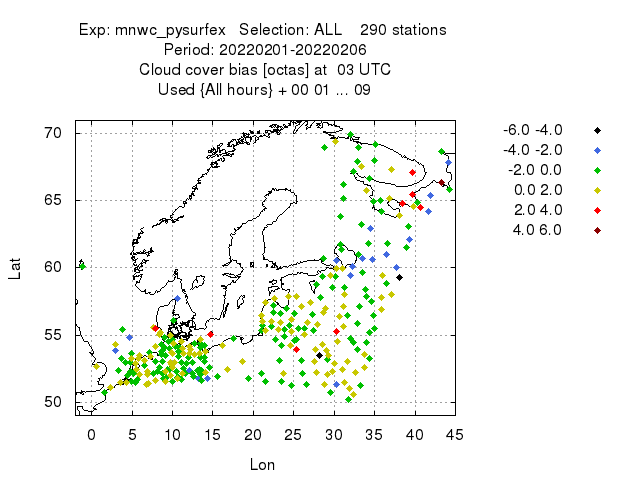 Exp: mnwc_pysurfex Selection: ALL 290 stations
Period: 20220201-20220206
Cloud cover bias [octas] at 03 UTC
Used {All hours} + 00 01 ... 09
70
65
60
55
50
Lat
0 5 10 15 20 25 30 35 40 45
Lon
-6.0 -4.0
-4.0 -2.0
-2.0 0.0
0.0 2.0
2.0 4.0
4.0 6.0